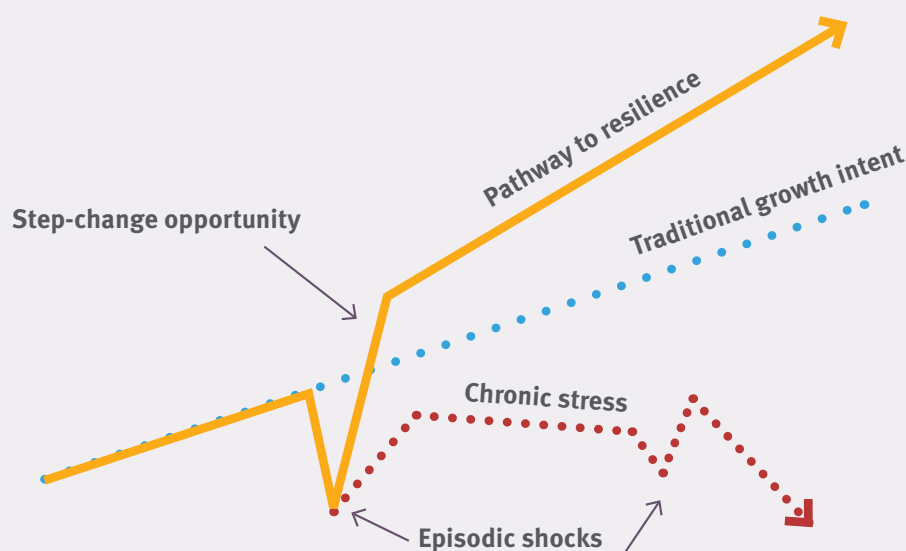 Pathway to resilience
Traditional growth intent
Step-change opportunity
Chronic stress
Episodic shocks